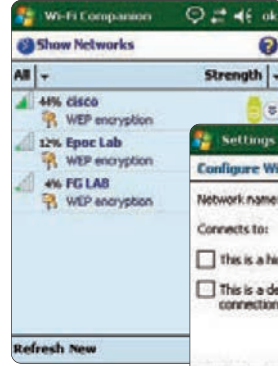 Wi-Fi Companion ok
Show Networks
All Strength
44% cisco
WEP encryption
12% Epoc Lab
WEP encryption
4% FG LAB
WEP encryption
Settings
Configure Wi
Network name
Connects to:
This is a hi
This is a de
connection
Refresh New